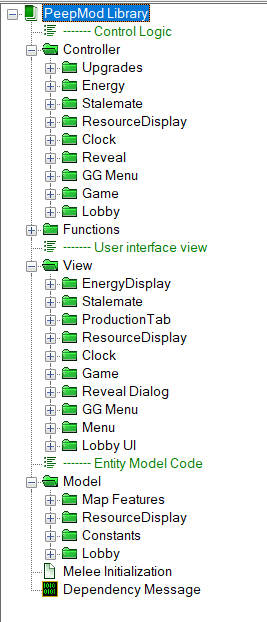 PeepMod Library
------- Control Logic
Controller
Upgrades
Energy
Stalemate
ResourceDisplay
Clock
Reveal
GG Menu
Game
Lobby
Functions
------- User interface view
View
EnergyDisplay
Stalemate
ProductionTab
ResourceDisplay
Clock
Game
Reveal Dialog
GG Menu
Menu
Lobby UI
------- Entity Model Code
Model
Map Features
ResourceDisplay
Constants
Lobby
Melee Initialization
Dependency Message